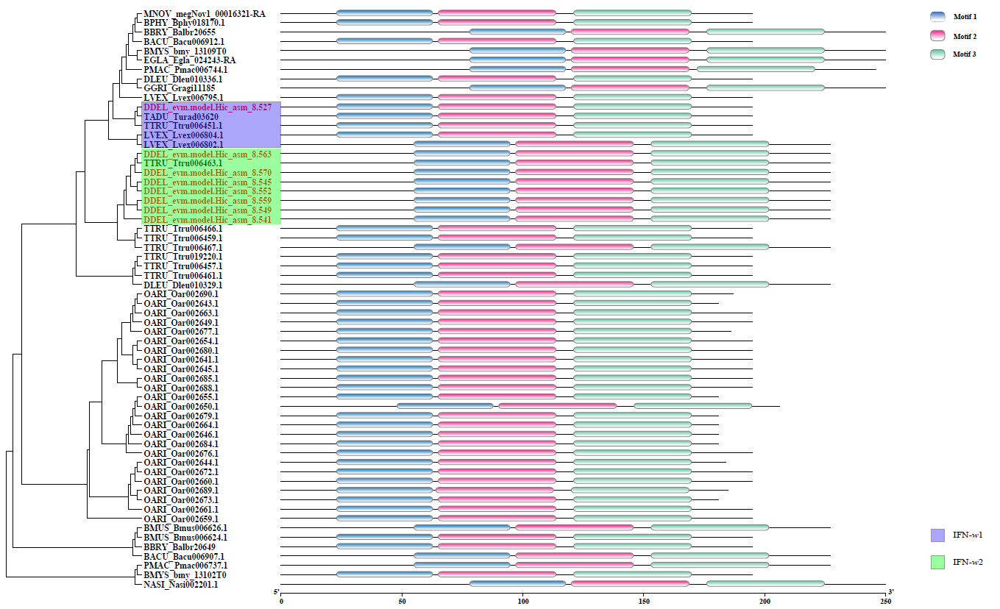 MNOV_megNov1_00016321-RA
Motif 1
BPHY_Bphy018170.1
BBRY_Balbr20655
Motif 2
BACU_Bacu006912.1
BMYS_bmy_13109T0
Motif 3
EGLA_Egla_024243-RA
PMAC_Pmac006744.1
DLEU_Dleu010336.1
GGRI_Gragi11185
LVEX_Lvex006795.1
DDEL_evm.model.Hic_asm_8.527
TADU_Turad03620
TTRU_Ttru006451.1
LVEX_Lvex006804.1
LVEX_Lvex006802.1
DDEL_evm.model.Hic_asm_8.563
TTRU_Ttru006463.1
DDEL_evm.model.Hic_asm_8.570
DDEL_evm.model.Hic_asm_8.545
DDEL_evm.model.Hic_asm_8.552
DDEL_evm.model.Hic_asm_8.559
DDEL_evm.model.Hic_asm_8.549
DDEL_evm.model.Hic_asm_8.541
TTRU_Ttru006466.1
TTRU_Ttru006459.1
TTRU_Ttru006467.1
TTRU_Ttru019220.1
TTRU_Ttru006457.1
TTRU_Ttru006461.1
DLEU_Dleu010329.1
OARI_Oar002690.1
OARI_Oar002643.1
OARI_Oar002663.1
OARI_Oar002649.1
OARI_Oar002677.1
OARI_Oar002654.1
OARI_Oar002680.1
OARI_Oar002641.1
OARI_Oar002645.1
OARI_Oar002685.1
OARI_Oar002688.1
OARI_Oar002655.1
OARI_Oar002650.1
OARI_Oar002679.1
OARI_Oar002664.1
OARI_Oar002646.1
OARI_Oar002684.1
OARI_Oar002676.1
OARI_Oar002644.1
OARI_Oar002672.1
OARI_Oar002660.1
OARI_Oar002689.1
OARI_Oar002673.1
OARI_Oar002661.1
OARI_Oar002659.1
BMUS_Bmus006626.1
BMUS_Bmus006624.1
IFN-w1
BBRY_Balbr20649
BACU_Bacu006907.1
PMAC_Pmac006737.1
IFN-w2
BMYS_bmy_13102T0
NASI_Nasi002201.1
5' 3'
0 50 100 150 200 250